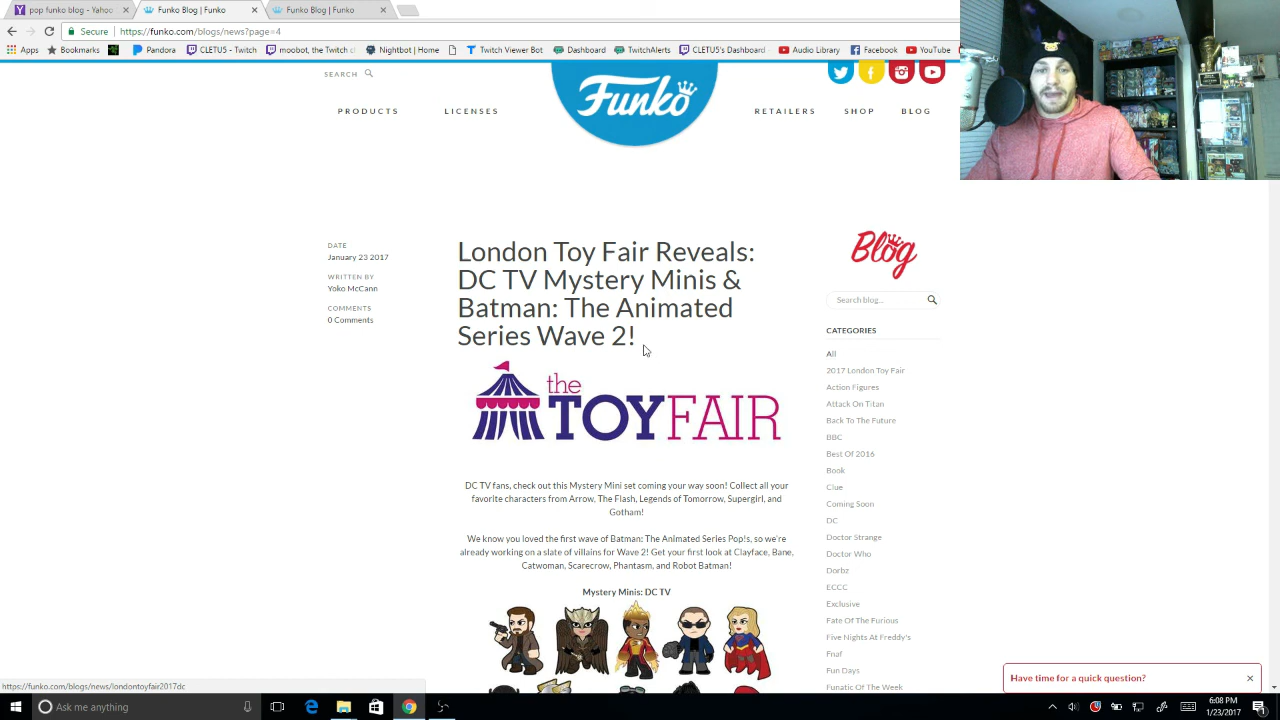 pop funko blog - Yahoo
Funko Blog
Funko Blog | Funko
Secure | https://funko.com/blogs/news?page=4
Apps Bookmarks Pandora CLETU5 - Twitch moobot, the Twitch c Nightbot | Home Twitch Interview Dashboard TwitchAlerts CLETU5's Dashboard - Audio Library Facebook YouTube
SEARCH
PRODUCTS LICENSES Funko RETAILERS SHOP BLOG
DATE
January 23 2017
WRITTEN BY
Yoko McCann
COMMENTS
0 Comments
London Toy Fair Reveals:
DC TV Mystery Minis &
Batman: The Animated
Series Wave 2!
the
TOYFAIR
DC TV fans, check out this Mystery Mini set coming your way soon! Collect all your
favorite characters from Arrow, The Flash, Legends of Tomorrow, Supergirl, and
Gotham!
We know you loved the first wave of Batman: The Animated Series Pop!s, so we're
already working on a slate of villains for Wave 2! Get your first look at Clayface, Bane,
Catwoman, Scarecrow, Phantasm, and Robot Batman!
Mystery Minis: DC TV
Blog
Search blog...
CATEGORIES
All
2017 London Toy Fair
Action Figures
Attack On Titan
Back To The Future
BBC
Best Of 2016
Book
Clue
Coming Soon
DC
Doctor Strange
Doctor Who
Dorbz
ECCC
Exclusive
Fate Of The Furious
Five Nights At Freddy's
Fnaf
Fun Days
Funatic Of The Week
Have time for a quick question?
https://funko.com/blogs/news/londontoyfair2017dc
Ask me anything
6:08 PM
1/23/2017